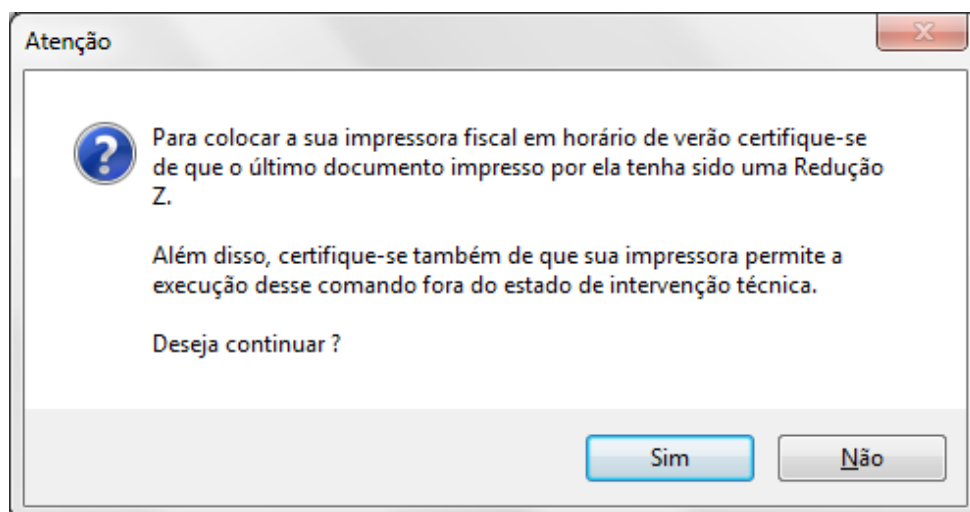 Atenção
Para colocar a sua impressora fiscal em horário de verão certifique-se
de que o último documento impresso por ela tenha sido uma Redução
Z.
Além disso, certifique-se também de que sua impressora permite a
execução desse comando fora do estado de intervenção técnica.
Deseja continuar ?
Sim
Não